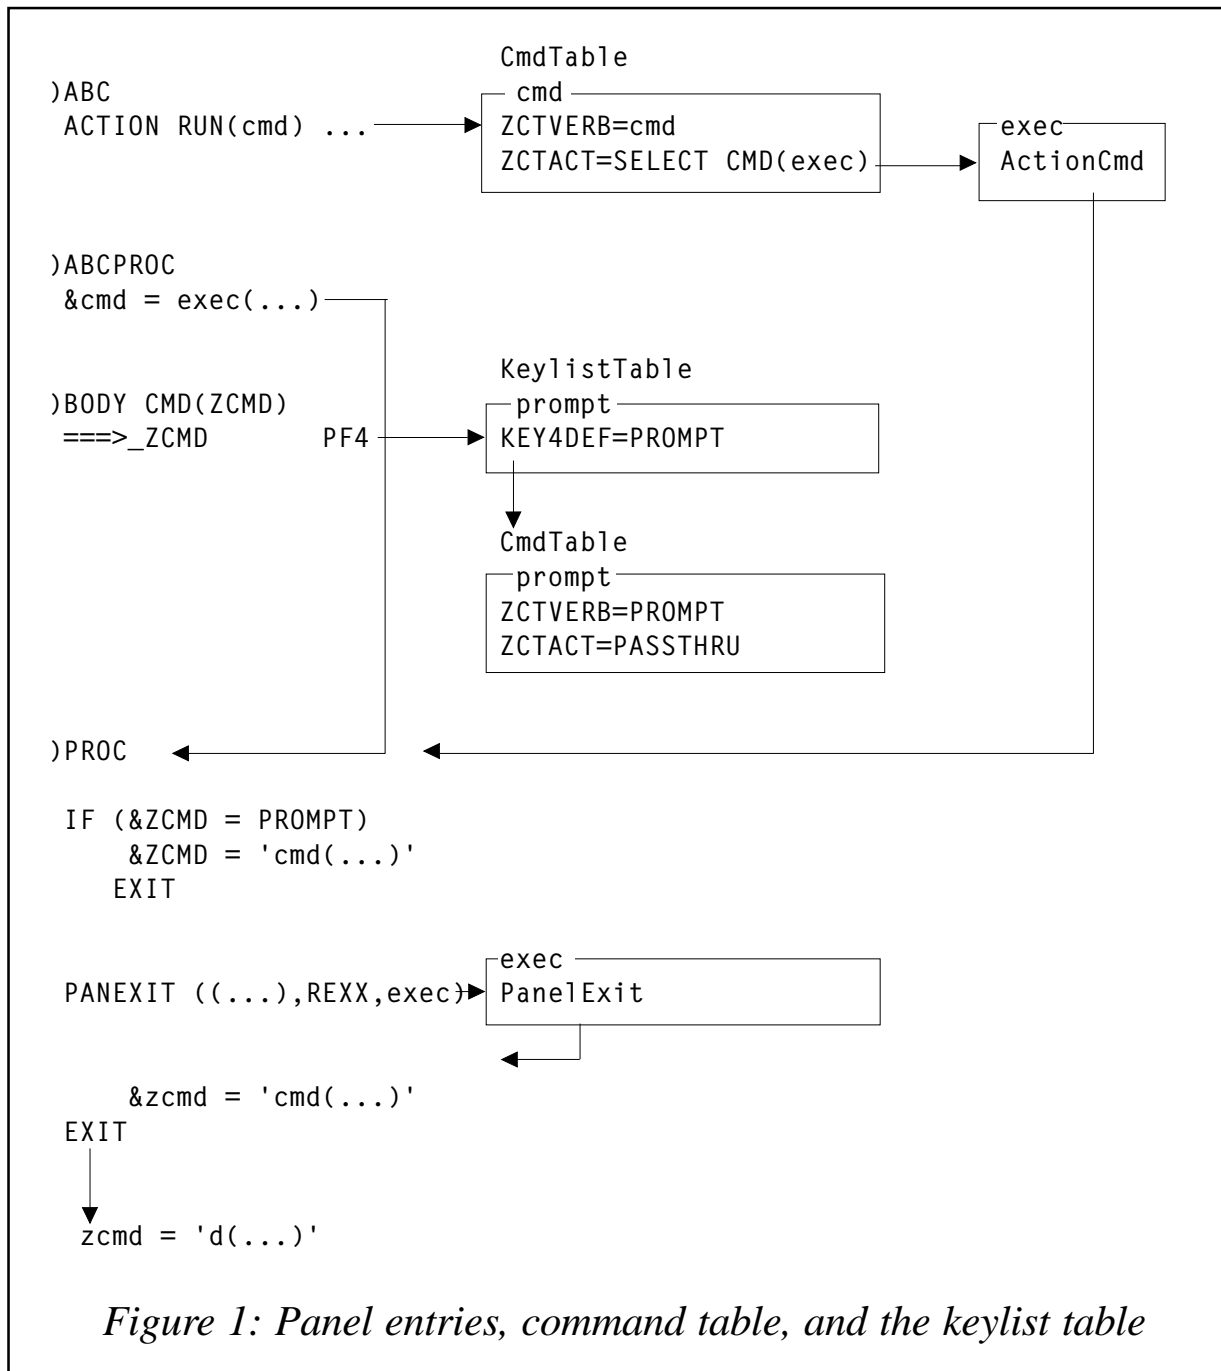 CmdTable
)ABC
cmd
ACTION RUN(cmd) ...
ZCTVERB=cmd
exec
ZCTACT=SELECT CMD(exec)
ActionCmd
)ABCPROC
&cmd = exec(...)
KeylistTable
)BODY CMD(ZCMD)
prompt
===>_ZCMD PF4
KEY4DEF=PROMPT
CmdTable
prompt
ZCTVERB=PROMPT
ZCTACT=PASSTHRU
)PROC
IF (&ZCMD = PROMPT)
&ZCMD = 'cmd(...)'
EXIT
exec
PANEXIT ((...),REXX,exec)
PanelExit
&zcmd = 'cmd(...)'
EXIT
zcmd = 'd(...)'
Figure 1: Panel entries, command table, and the keylist table